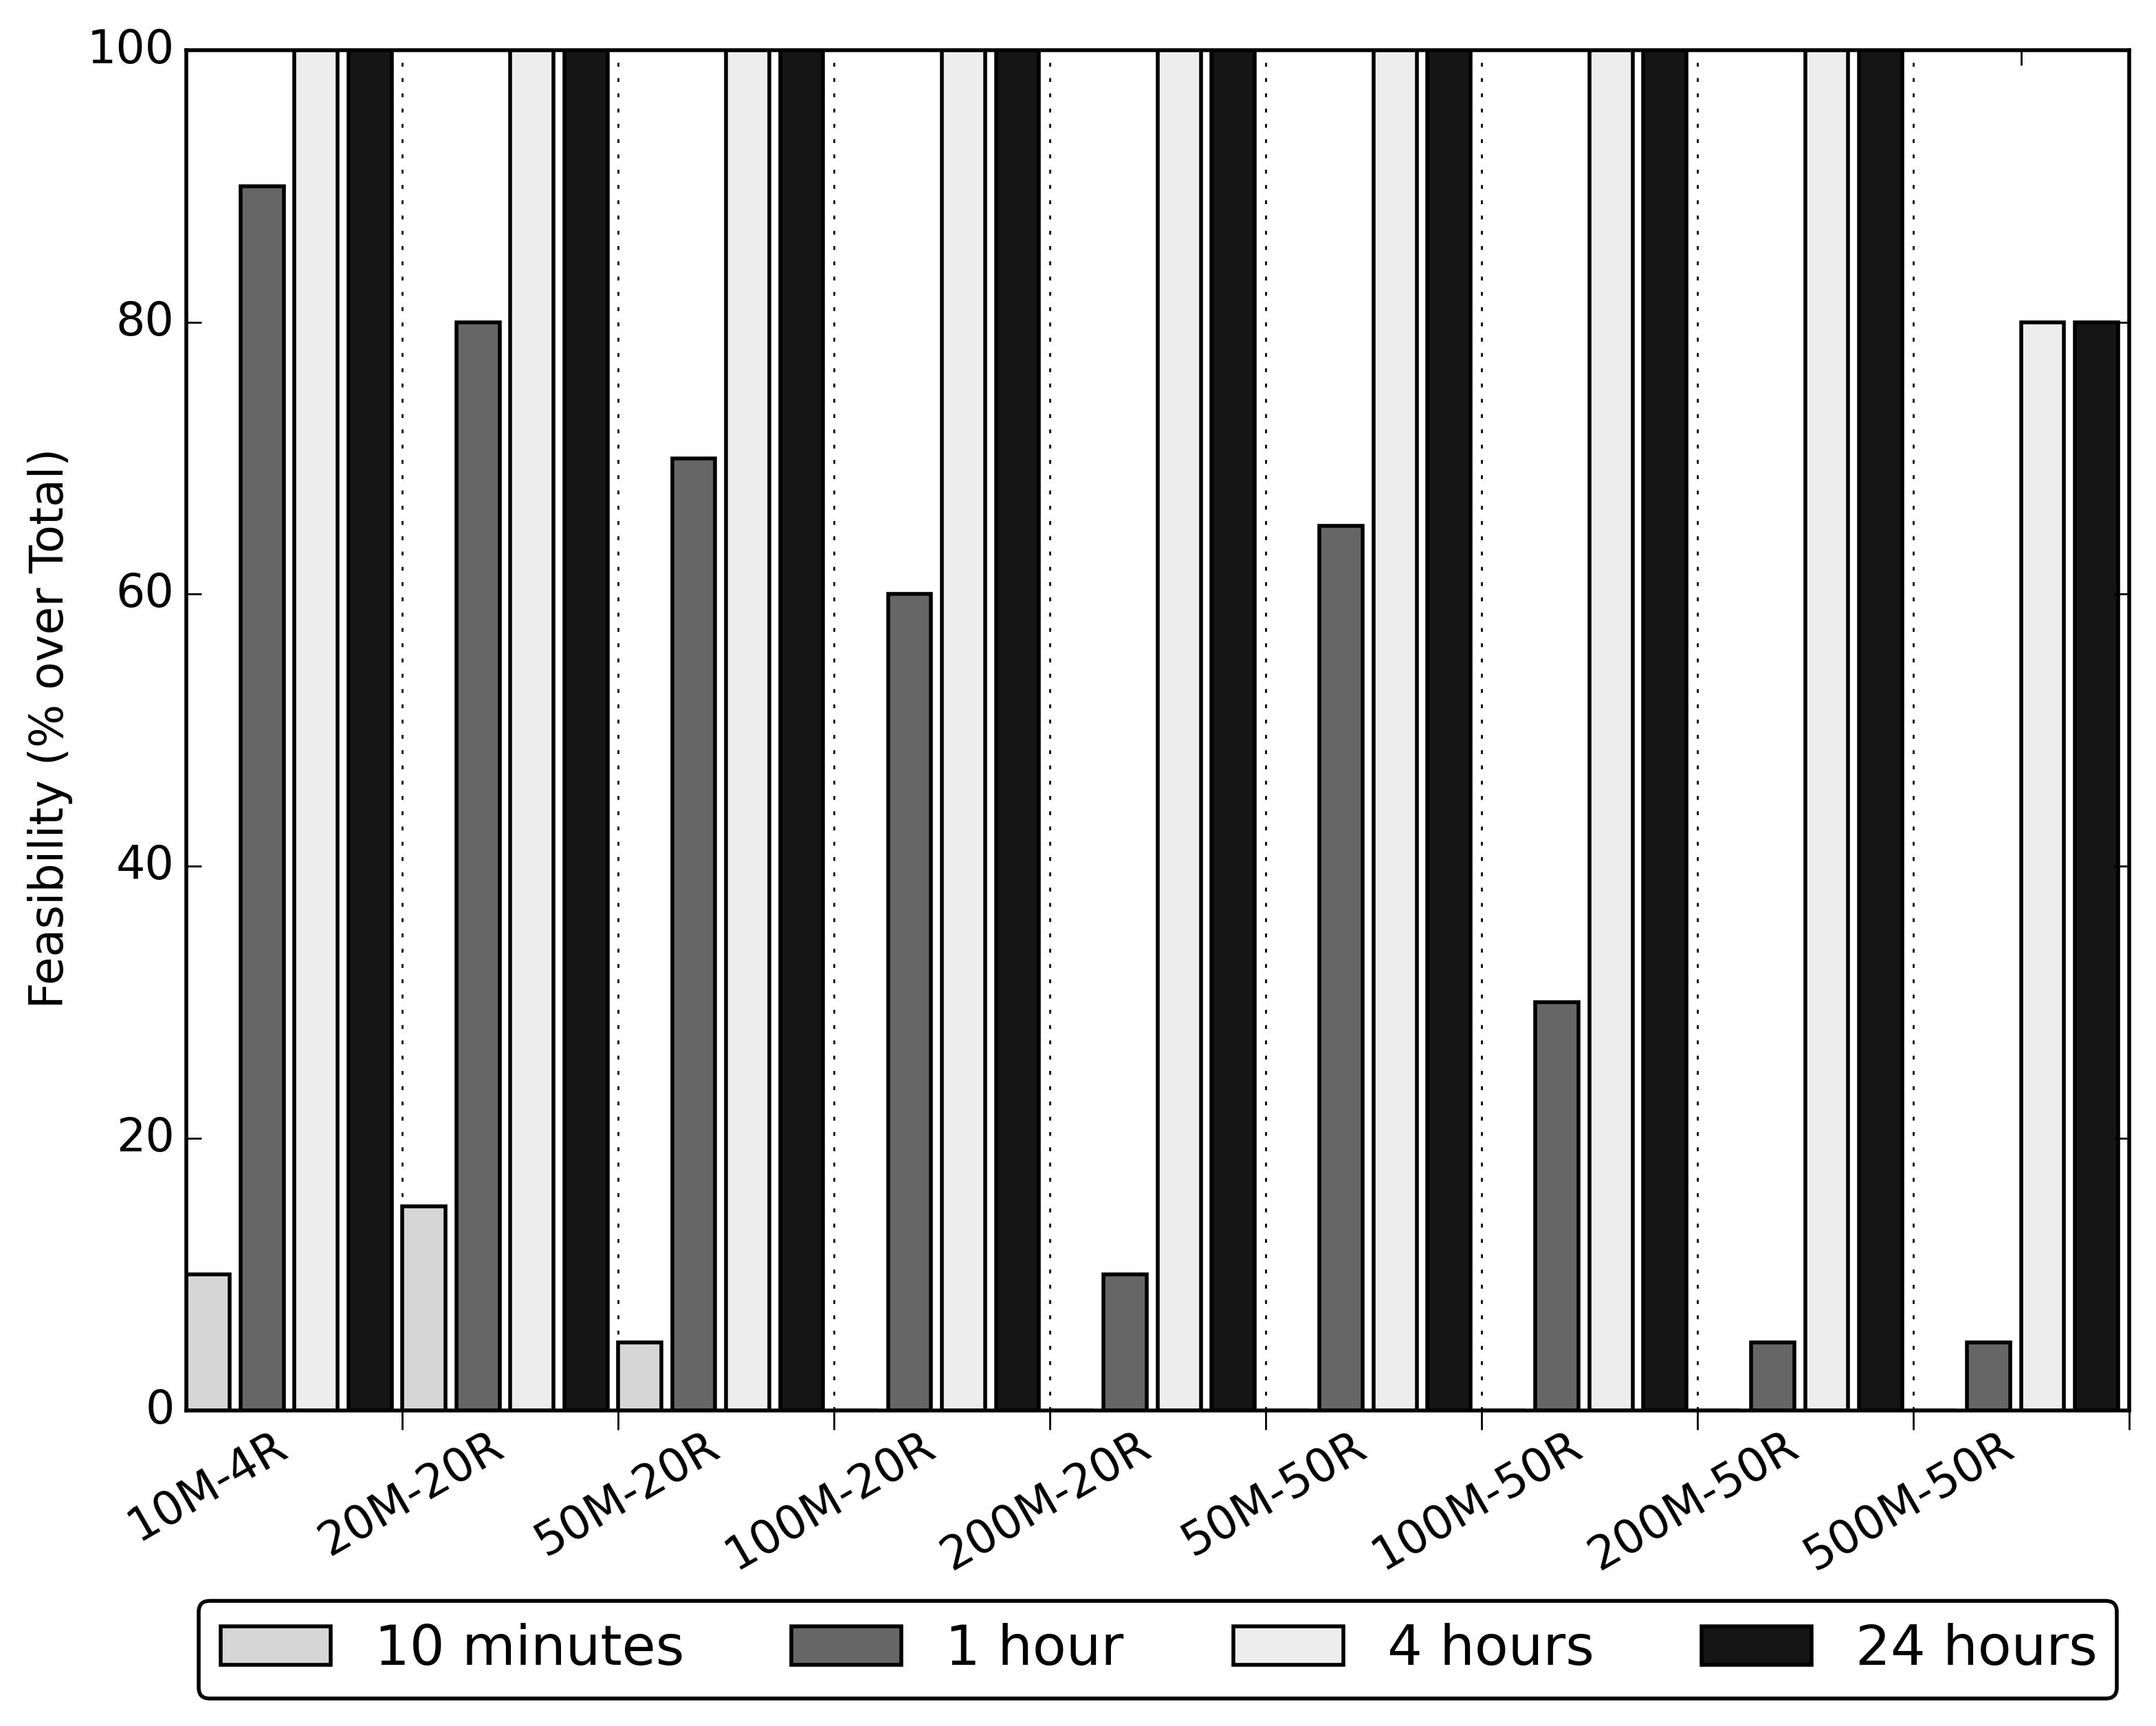 Feasibility (% over Total)
100
80
60
40
20
0
10M-4R
20M-20R
50M-20R
100M-20R
200M-20R
50M-50R
100M-50R
200M-50R
500M-50R
10 minutes 1 hour 4 hours 24 hours